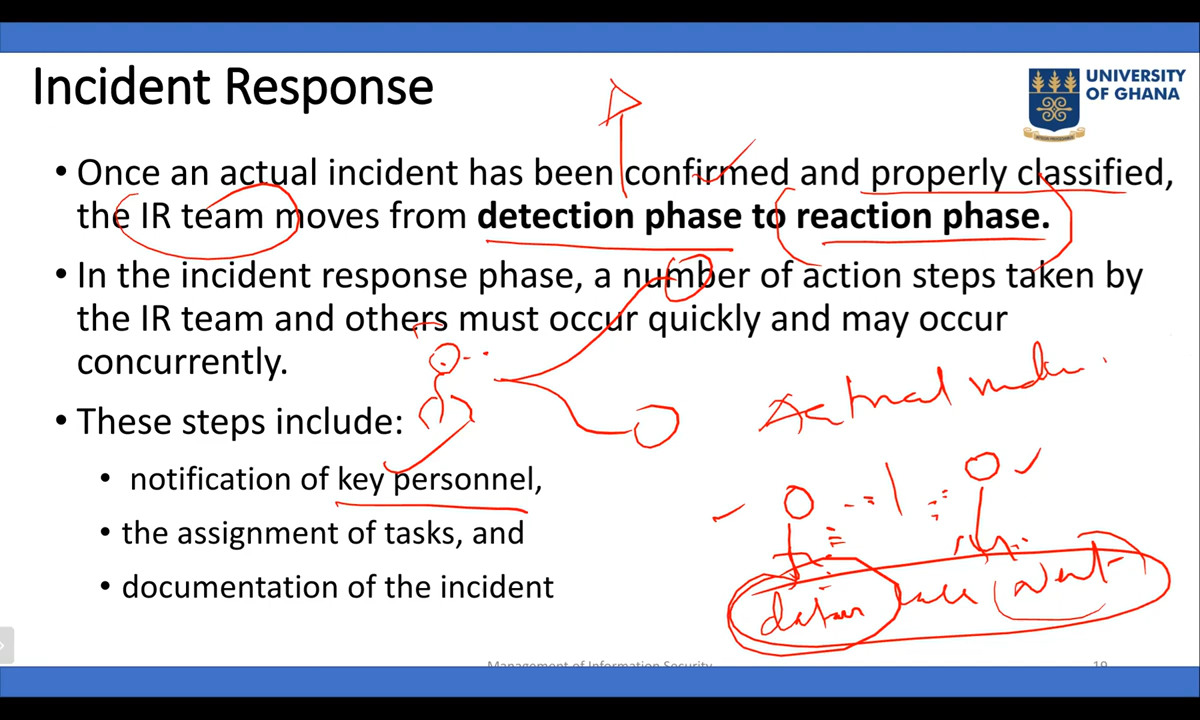 Incident Response
UNIVERSITY
OF GHANA
• Once an actual incident has been confirmed and properly classified,
the IR team moves from detection phase to reaction phase.
• In the incident response phase, a number of action steps taken by
the IR team and others must occur quickly and may occur
concurrently.
Actual
• These steps include:
• notification of key personnel,
• the assignment of tasks, and
• documentation of the incident
Management of Information Security
19